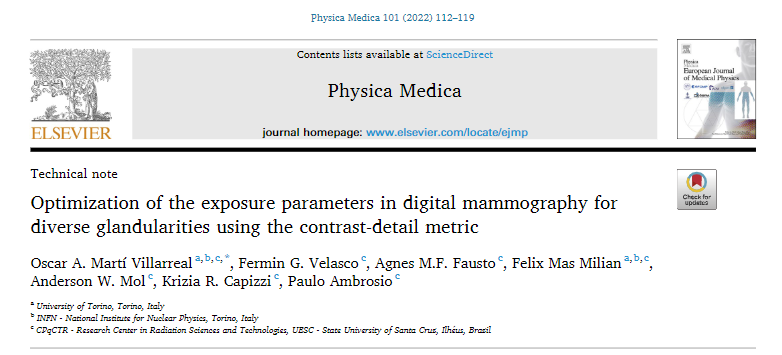 Physica Medica 101 (2022) 112–119
Contents lists available at ScienceDirect
Physica Medica
ELSEVIER
journal homepage: www.elsevier.com/locate/ejmp
Physica
Medica
European Journal
of Medical Physics
Technical note
Check for
updates
Optimization of the exposure parameters in digital mammography for
diverse glandularities using the contrast-detail metric
Oscar A. Martí Villarreal a,b,c,*, Fermin G. Velasco c, Agnes M.F. Fausto c, Felix Mas Milian a,b,c,
Anderson W. Mol c, Krizia R. Capizzi c, Paulo Ambrosio c
a University of Torino, Torino, Italy
b INFN - National Institute for Nuclear Physics, Torino, Italy
c CPqCTR - Research Center in Radiation Sciences and Technologies, UESC - State University of Santa Cruz, Ilhéus, Brasil